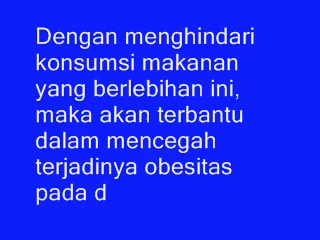 Dengan menghindari
konsumsi makanan
yang berlebihan ini,
maka akan terbantu
dalam mencegah
terjadinya obesitas
pada d